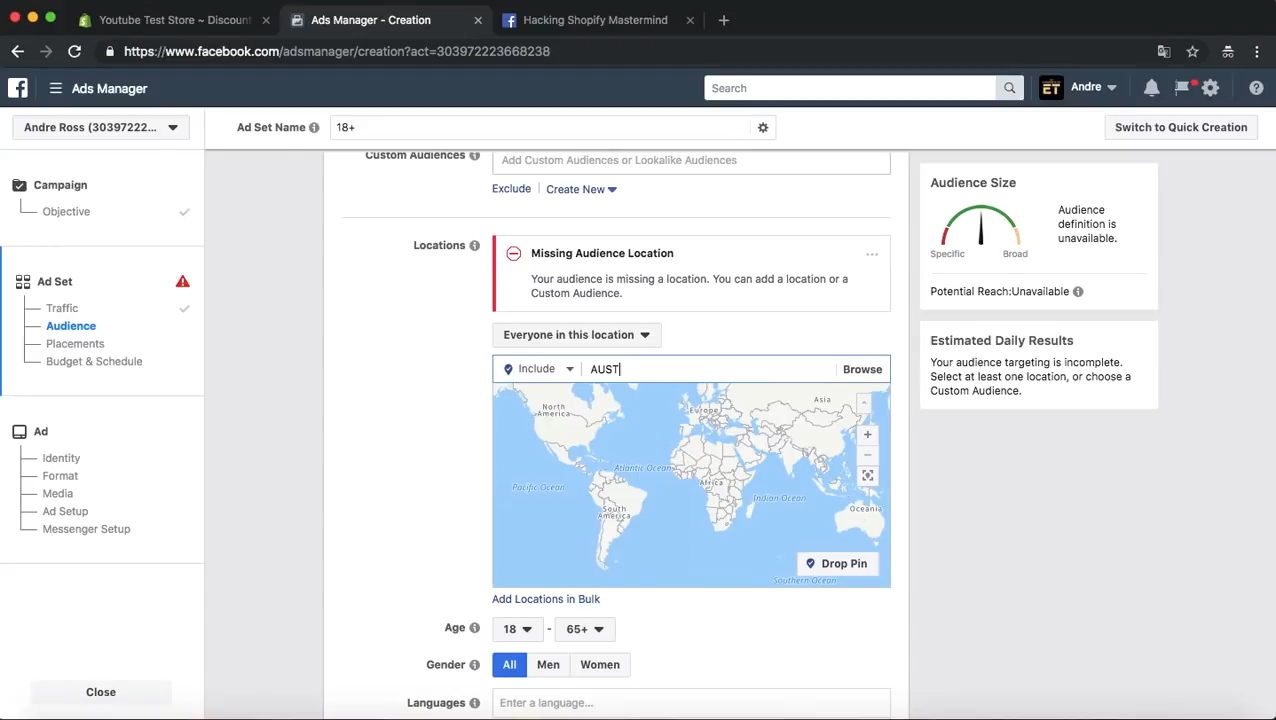 Youtube Test Store ~ Discount
Ads Manager - Creation
Hacking Shopify Mastermind
https://www.facebook.com/adsmanager/creation?act=303972223668238
Ads Manager
Search
ET
Andre
Andre Ross (30397222...
Ad Set Name
18+
Switch to Quick Creation
Campaign
Objective
Ad Set
Traffic
Audience
Placements
Budget & Schedule
Ad
Identity
Format
Media
Ad Setup
Messenger Setup
Close
Custom Audiences
Add Custom Audiences or Lookalike Audiences
Exclude
Create New
Locations
Missing Audience Location
Your audience is missing a location. You can add a location or a
Custom Audience.
Everyone in this location
Include
AUST
Browse
North
America
Europe
Asia
Atlantic Ocean
Pacific Ocean
Africa
Indian Ocean
South
America
Oceania
Drop Pin
Southern Ocean
Add Locations in Bulk
Age
18
-
65+
Gender
All
Men
Women
Languages
Enter a language...
Audience Size
Specific
Broad
Audience
definition is
unavailable.
Potential Reach:Unavailable
Estimated Daily Results
Your audience targeting is incomplete.
Select at least one location, or choose a
Custom Audience.